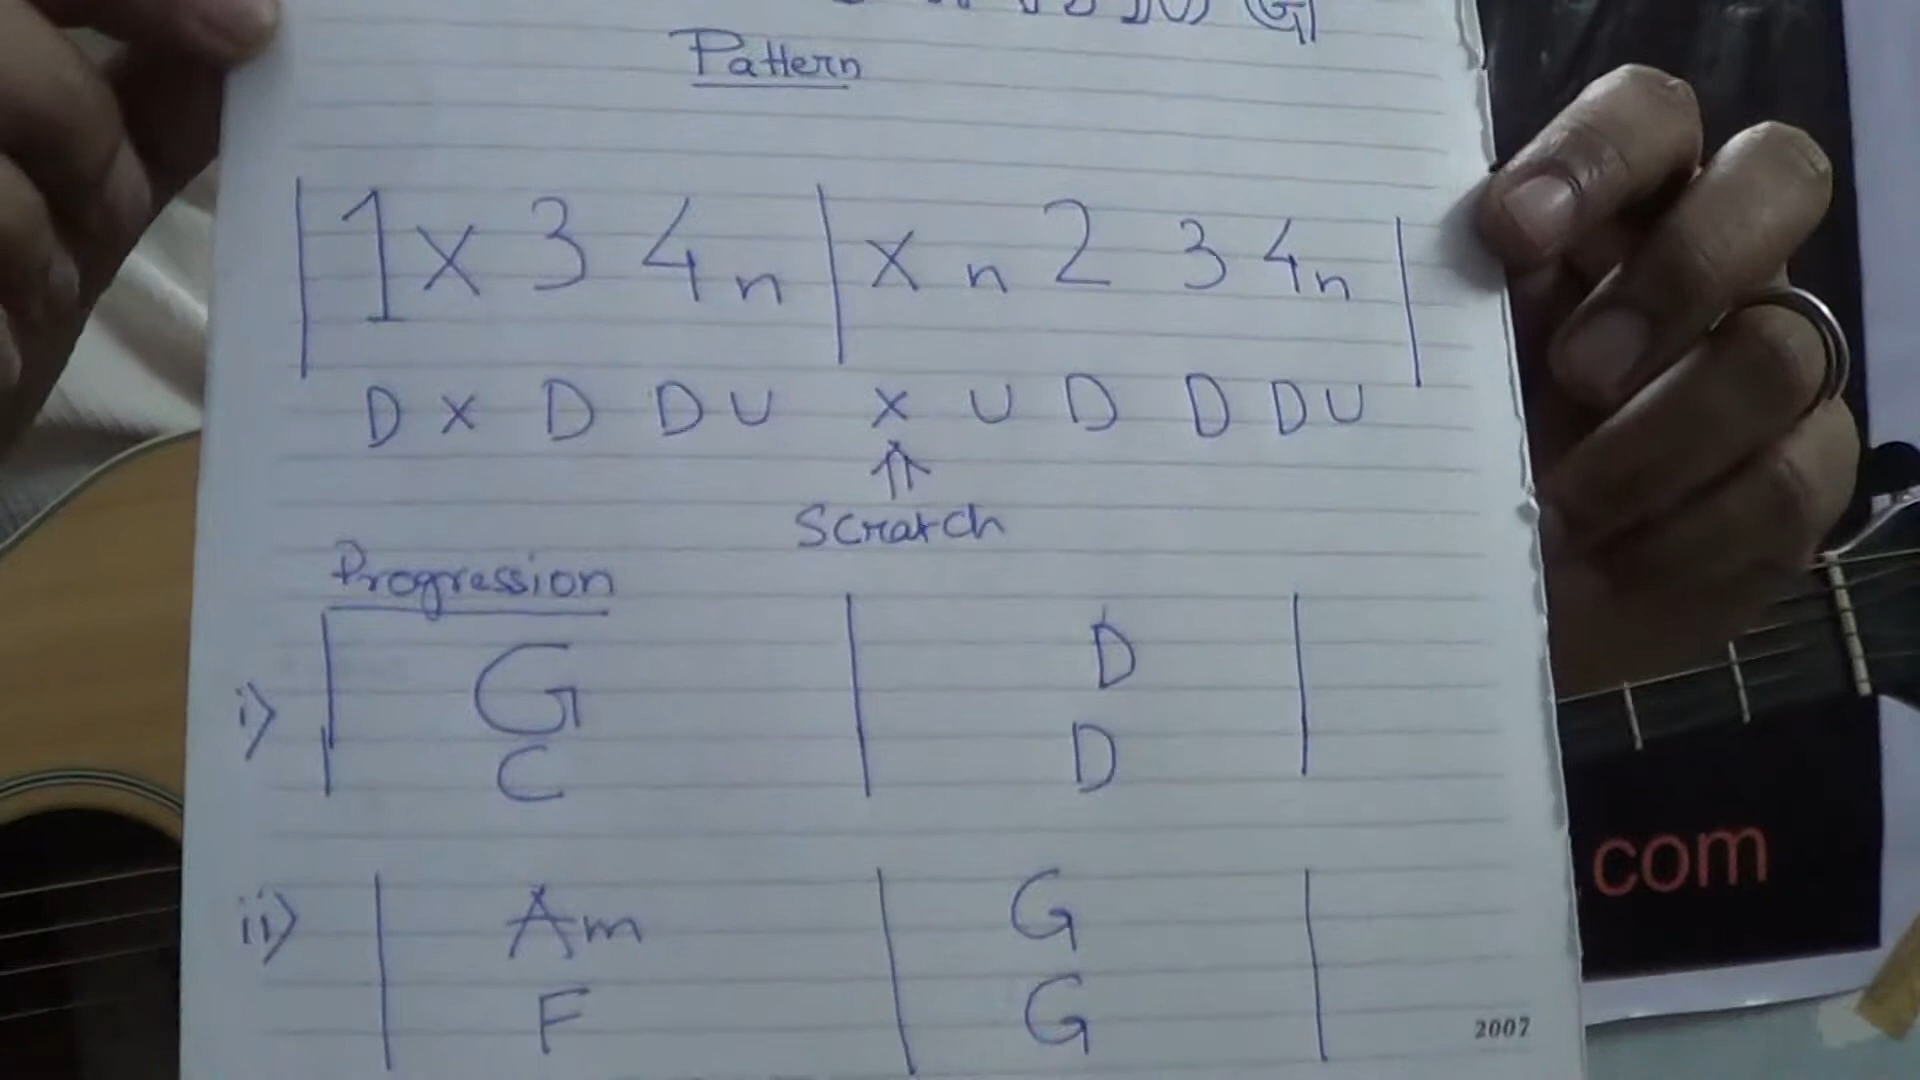 Pattern
| 1 x 3 4 n | x n 2 3 4 n |
D x D D U x U D D D U
Scratch
Progression
i) | G | D |
C D
ii) | Am | G |
F G
2007
com